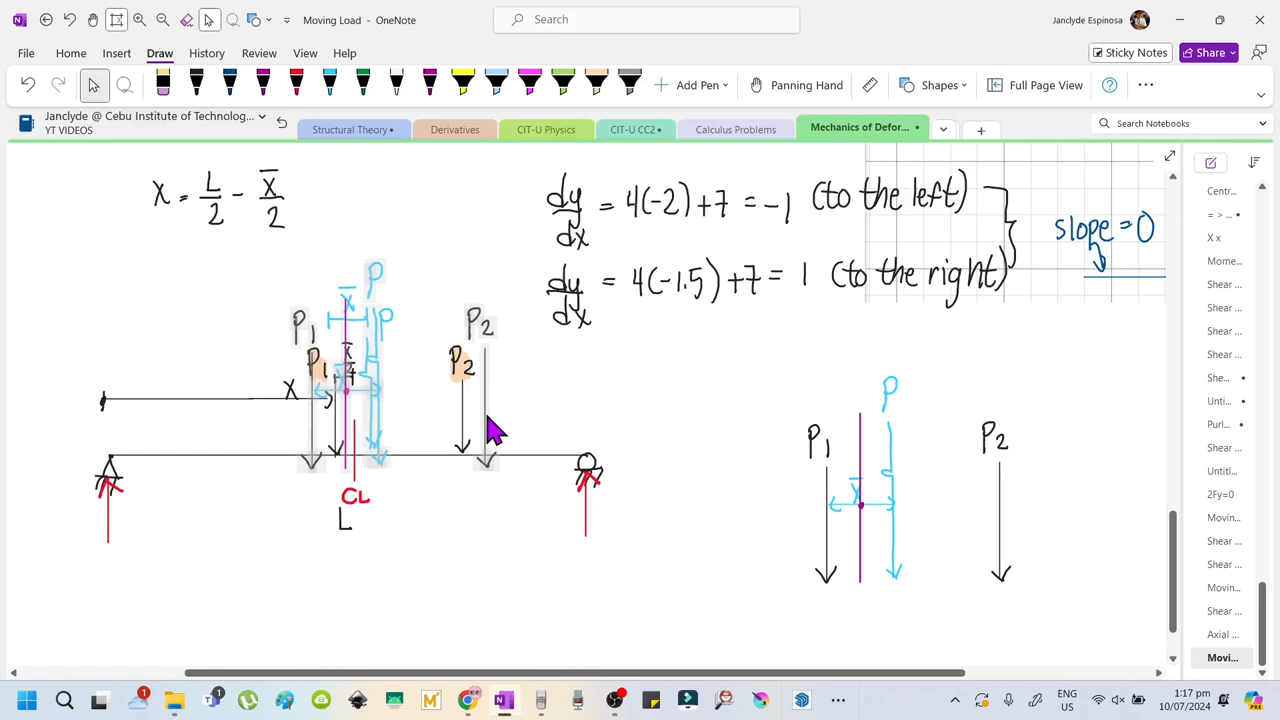 Moving Load - OneNote
Search
Janclyde Espinosa
File
Home
Insert
Draw
History
Review
View
Help
Sticky Notes
Share
Add Pen
Panning Hand
Shapes
Full Page View
Janclyde @ Cebu Institute of Technolog...
YT VIDEOS
Structural Theory
Derivatives
CIT-U Physics
CIT-U CC2
Calculus Problems
Mechanics of Defor...
Search Notebooks
x = L/2 - x̄/2
dy/dx = 4(-2)+7 = -1 (to the left)
dy/dx = 4(-1.5)+7 = 1 (to the right)
slope = 0
P
x̄
P1
P
P2
P1
x̄
P2
x
CL
L
P
P1
P2
x̄
Centr...
= > ...
X x
Mome...
Shear ...
Shear ...
Shear ...
Shear ...
She...
Unti...
Purl...
Shear ...
Untitl...
2Fy=0
Movin...
Shear ...
Shear ...
Movin...
Shear ...
Axial ...
Movi...
1
1
ENG
US
1:17 pm
10/07/2024